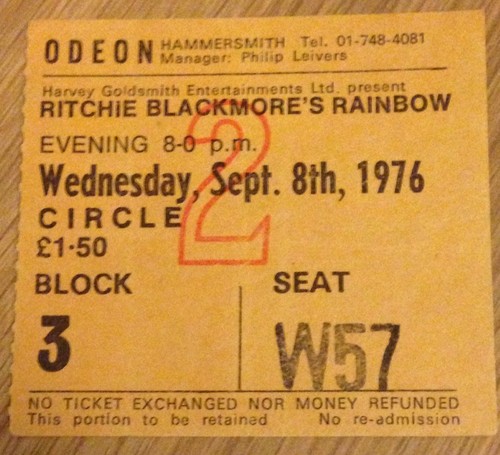 ODEON HAMMERSMITH Tel. 01-748-4081
Manager: Philip Leivers
Harvey Goldsmith Entertainments Ltd. present
RITCHIE BLACKMORE'S RAINBOW
EVENING 8-0 p.m.
Wednesday, Sept. 8th, 1976
CIRCLE
£1·50
2
BLOCK SEAT
3 W57
NO TICKET EXCHANGED NOR MONEY REFUNDED
This portion to be retained No re-admission